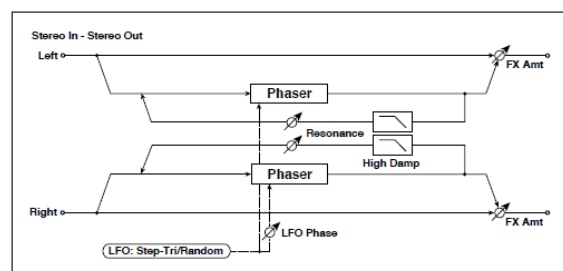 Stereo In - Stereo Out
Left
FX Amt
Phaser
Resonance
High Damp
Phaser
Right
FX Amt
LFO Phase
LFO: Step-Tri/Random